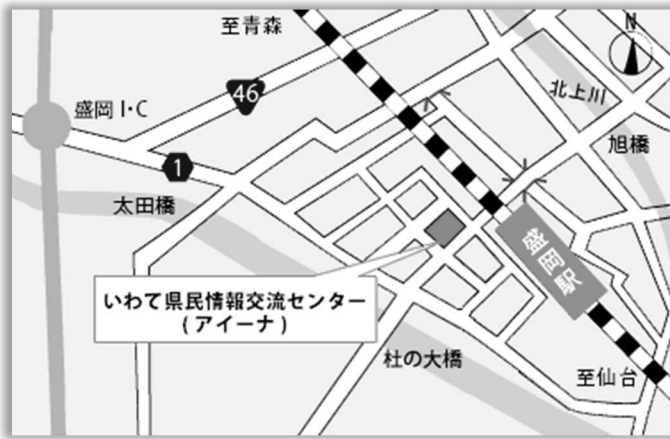 至青森
N
46
北上川
盛岡I・C
旭橋
1
太田橋
盛岡駅
いわて県民情報交流センター
(アイーナ)
杜の大橋
至仙台